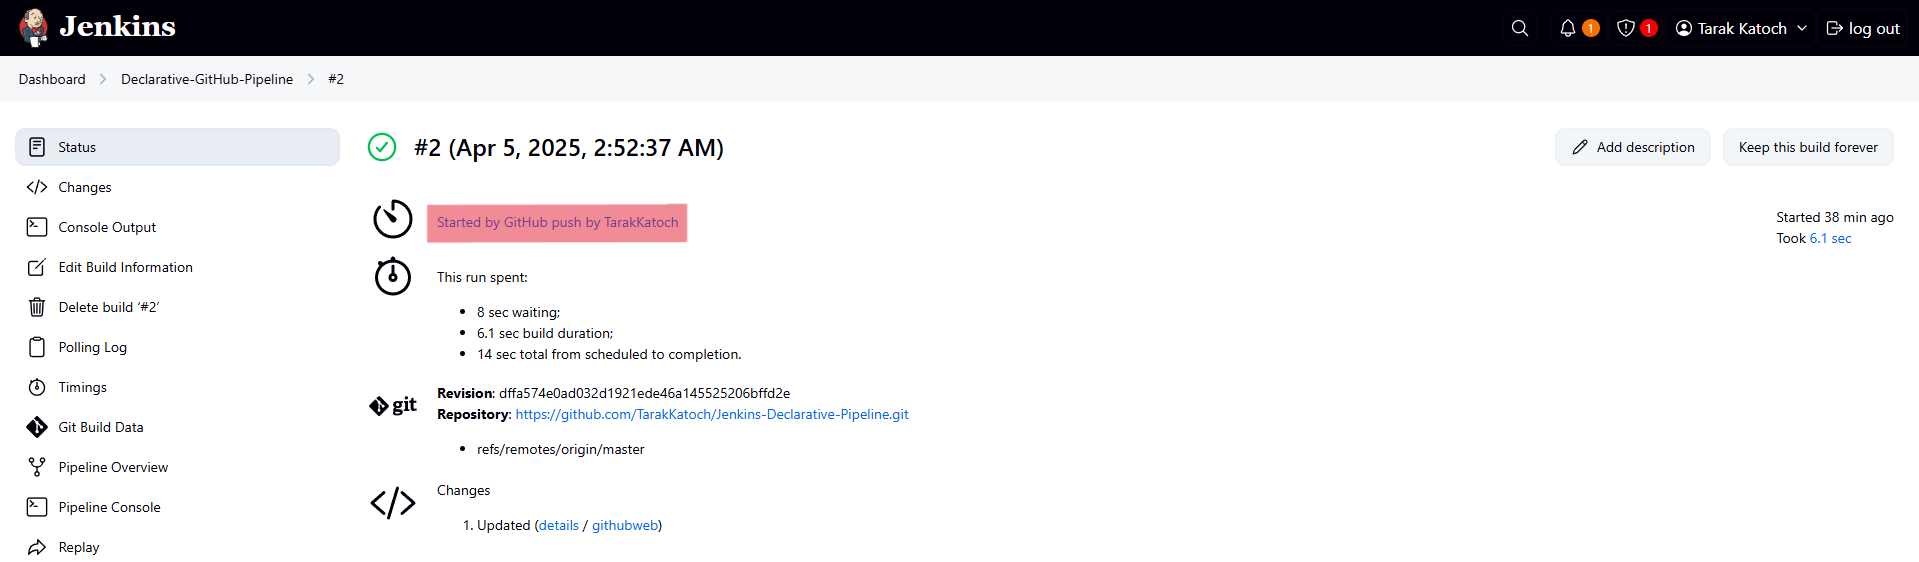 Jenkins
1
1
Tarak Katoch
log out
Dashboard > Declarative-GitHub-Pipeline > #2
Status
Changes
Console Output
Edit Build Information
Delete build ‘#2’
Polling Log
Timings
Git Build Data
Pipeline Overview
Pipeline Console
Replay
#2 (Apr 5, 2025, 2:52:37 AM)
Add description
Keep this build forever
Started by GitHub push by TarakKatoch
Started 38 min ago
Took 6.1 sec
This run spent:
• 8 sec waiting;
• 6.1 sec build duration;
• 14 sec total from scheduled to completion.
git
Revision: dffa574e0ad032d1921ede46a145525206bffd2e
Repository: https://github.com/TarakKatoch/Jenkins-Declarative-Pipeline.git
• refs/remotes/origin/master
Changes
1. Updated (details / githubweb)